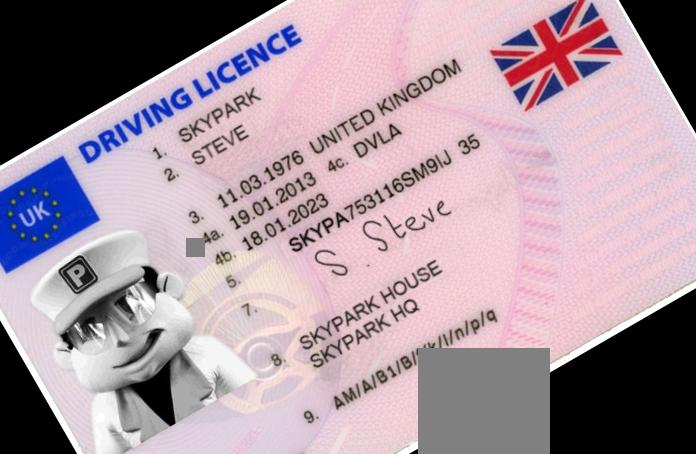 DRIVING LICENCE
UK
1. SKYPARK
2. STEVE
3. 11.03.1976 UNITED KINGDOM
4a. 19.01.2013 4c. DVLA
4b. 18.01.2023
5. SKYPA753116SM9IJ 35
7. S. Steve
8. SKYPARK HOUSE
SKYPARK HQ
9. AM/A/B1/B/ /l/n/p/q
P